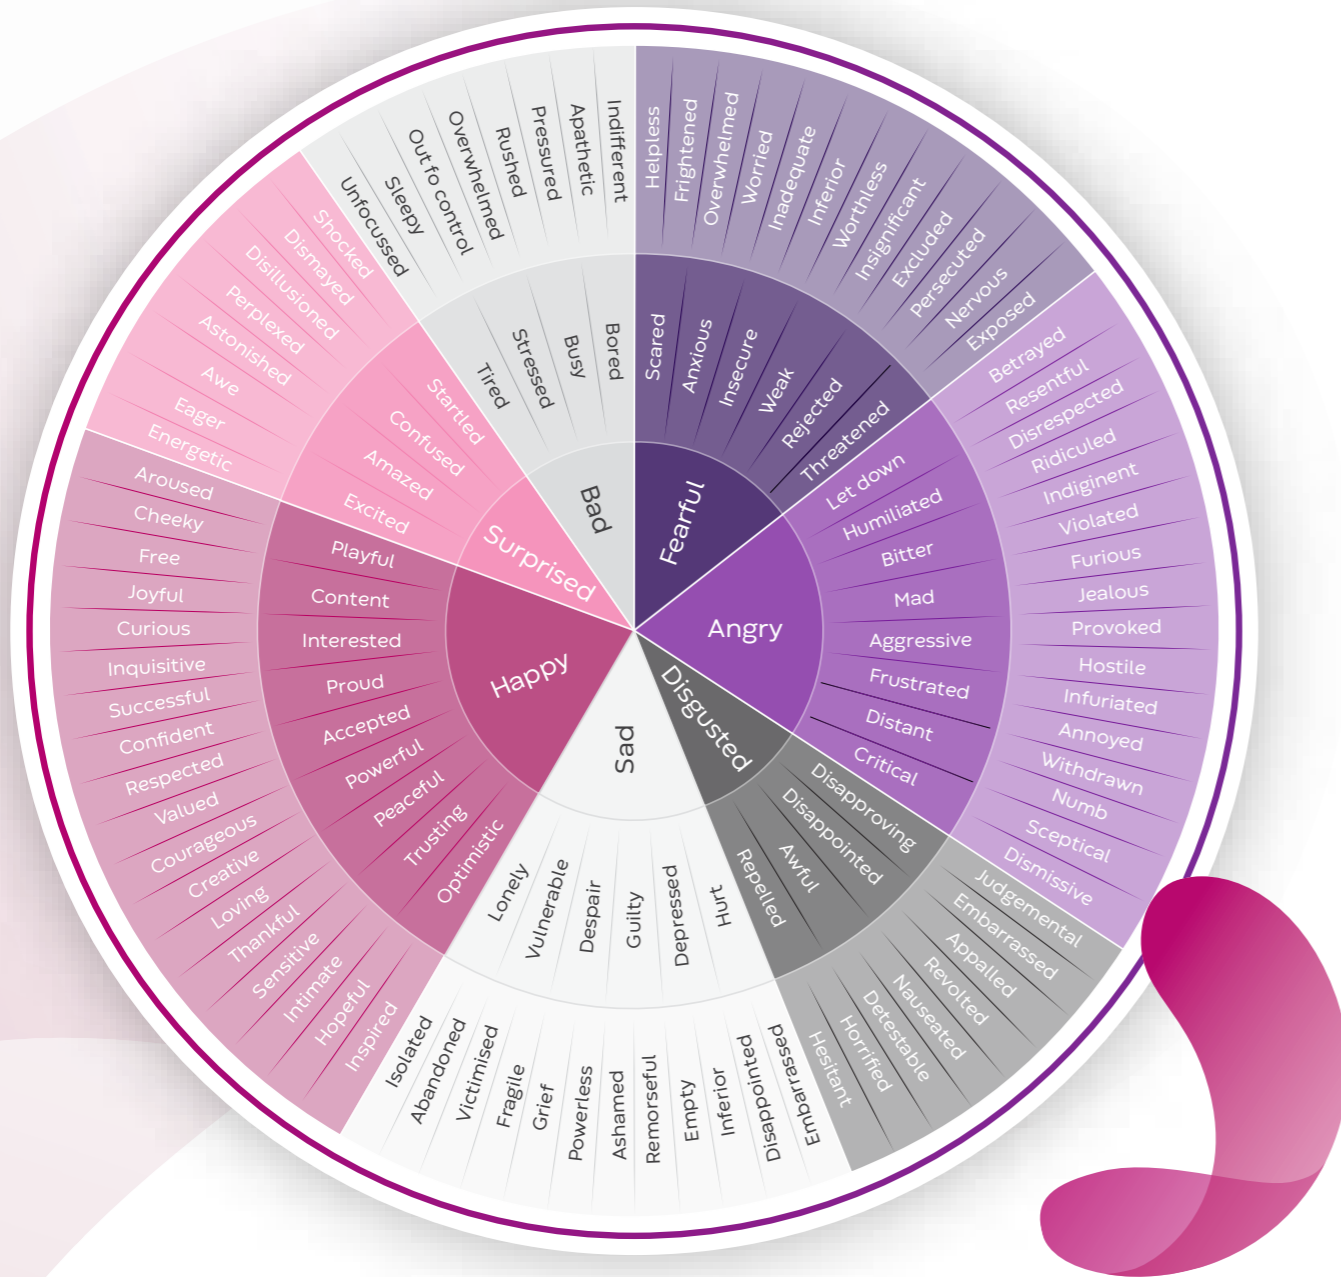 Fearful
Scared
Anxious
Insecure
Weak
Rejected
Threatened
Helpless
Frightened
Overwhelmed
Worried
Inadequate
Inferior
Worthless
Insignificant
Excluded
Persecuted
Nervous
Exposed
Angry
Let down
Humiliated
Bitter
Mad
Aggressive
Frustrated
Distant
Critical
Betrayed
Resentful
Disrespected
Ridiculed
Indiginent
Violated
Furious
Jealous
Provoked
Hostile
Infuriated
Annoyed
Withdrawn
Numb
Sceptical
Dismissive
Disgusted
Disapproving
Disappointed
Awful
Repelled
Judgemental
Embarrassed
Appalled
Revolted
Nauseated
Detestable
Horrified
Hesitant
Sad
Hurt
Depressed
Guilty
Despair
Vulnerable
Lonely
Embarrassed
Disappointed
Inferior
Empty
Remorseful
Ashamed
Powerless
Grief
Fragile
Victimised
Abandoned
Isolated
Happy
Optimistic
Trusting
Peaceful
Powerful
Accepted
Proud
Interested
Content
Playful
Inspired
Hopeful
Intimate
Sensitive
Thankful
Loving
Creative
Courageous
Valued
Respected
Confident
Successful
Inquisitive
Curious
Joyful
Free
Cheeky
Aroused
Surprised
Excited
Amazed
Confused
Startled
Energetic
Eager
Awe
Astonished
Perplexed
Disillusioned
Dismayed
Shocked
Bad
Tired
Stressed
Busy
Bored
Unfocussed
Sleepy
Out fo control
Overwhelmed
Rushed
Pressured
Apathetic
Indifferent